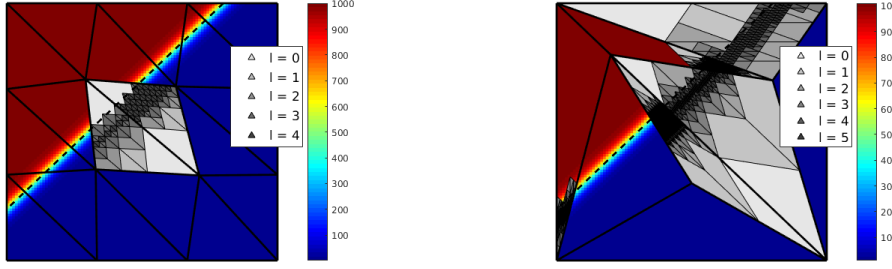 1000
900
800
700
600
500
400
300
200
100
l = 0
l = 1
l = 2
l = 3
l = 4
90
80
70
60
50
40
30
20
10
l = 0
l = 1
l = 2
l = 3
l = 4
l = 5